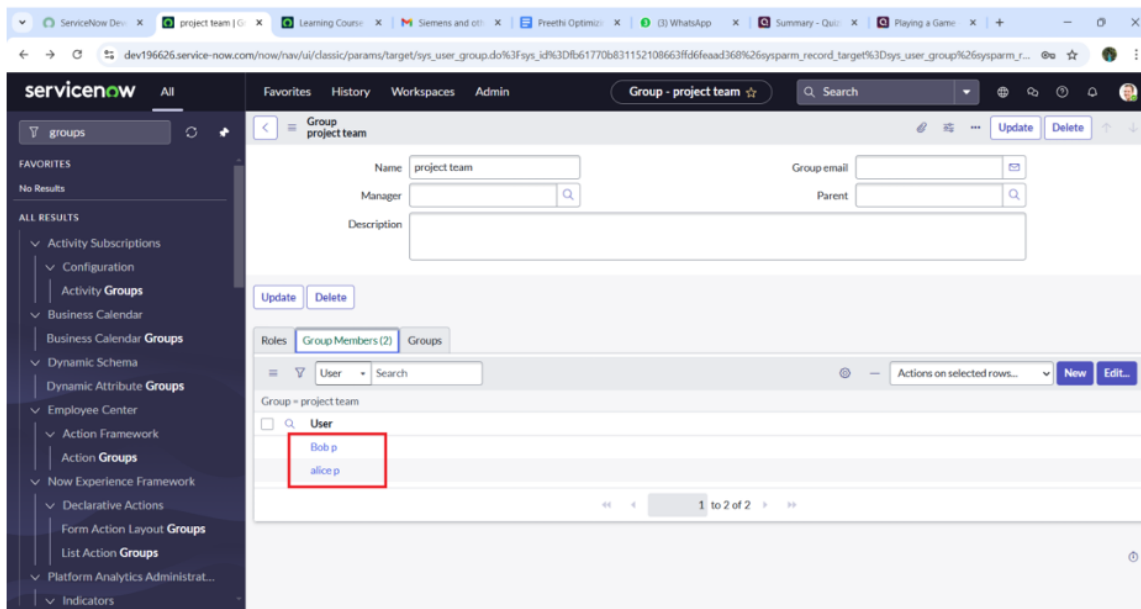 ServiceNow Dev
project team | G
Learning Course
Siemens and oth
Preethi Optimiz
(3) WhatsApp
Summary - Quiz
Playing a Game
dev196626.service-now.com/now/nav/ui/classic/params/target/sys_user_group.do%3Fsys_id%3Dfb61770b831152108663ffd6feaad368%26sysparm_record_target%3Dsys_user_group%26sysparm_r...
servicenow All Favorites History Workspaces Admin Group - project team Search
groups
Group
project team
Update Delete
FAVORITES
No Results
ALL RESULTS
Activity Subscriptions
Configuration
Activity Groups
Business Calendar
Business Calendar Groups
Dynamic Schema
Dynamic Attribute Groups
Employee Center
Action Framework
Action Groups
Now Experience Framework
Declarative Actions
Form Action Layout Groups
List Action Groups
Platform Analytics Administrat...
Indicators
Name project team Group email
Manager Parent
Description
Update Delete
Roles Group Members (2) Groups
User Search Actions on selected rows... New Edit...
Group = project team
User
Bob p
alice p
1 to 2 of 2